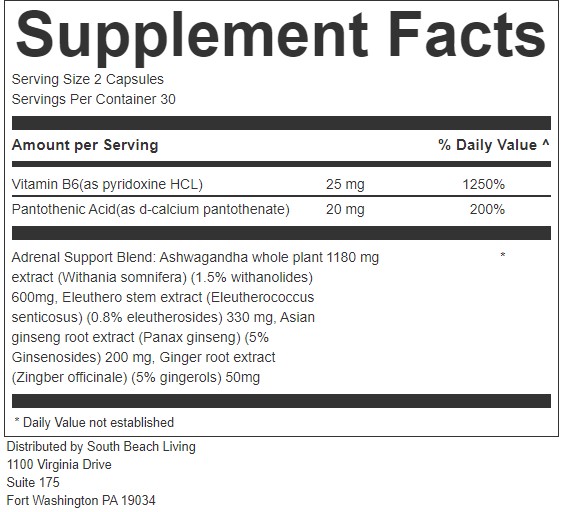 Supplement Facts
Serving Size 2 Capsules
Servings Per Container 30
Amount per Serving % Daily Value ^
Vitamin B6(as pyridoxine HCL) 25 mg 1250%
Pantothenic Acid(as d-calcium pantothenate) 20 mg 200%
Adrenal Support Blend: Ashwagandha whole plant 1180 mg *
extract (Withania somnifera) (1.5% withanolides)
600mg, Eleuthero stem extract (Eleutherococcus
senticosus) (0.8% eleutherosides) 330 mg, Asian
ginseng root extract (Panax ginseng) (5%
Ginsenosides) 200 mg, Ginger root extract
(Zingber officinale) (5% gingerols) 50mg
* Daily Value not established
Distributed by South Beach Living
1100 Virginia Drive
Suite 175
Fort Washington PA 19034